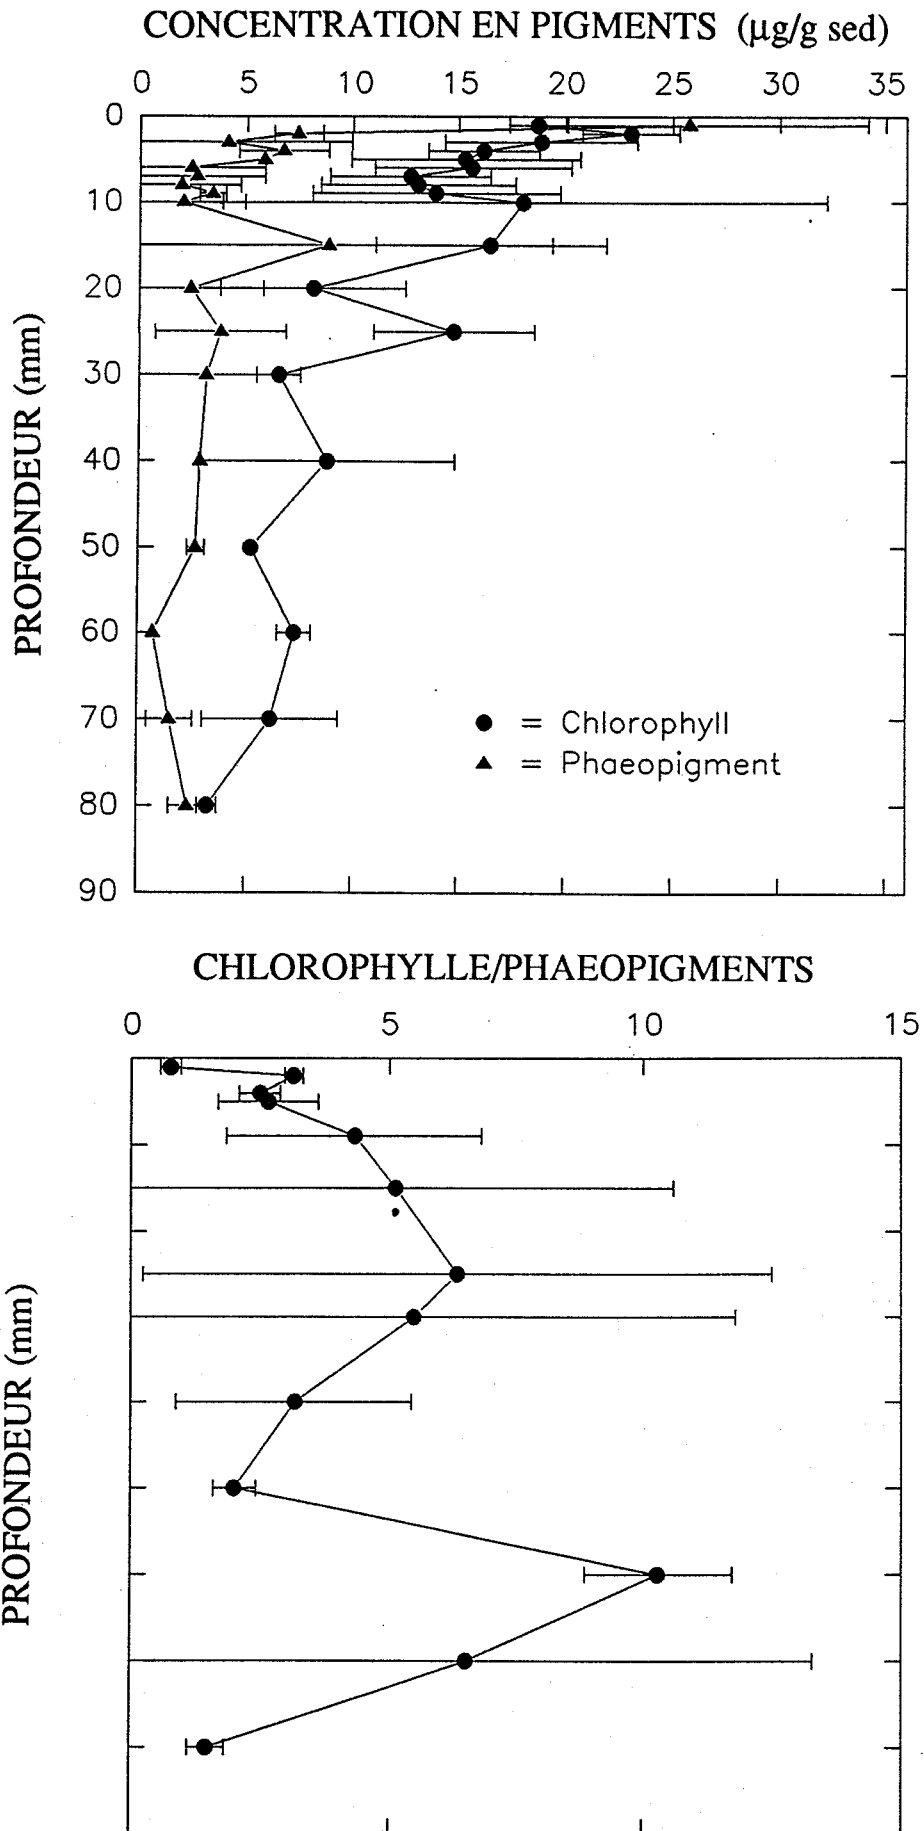 CONCENTRATION EN PIGMENTS (µg/g sed)
0 5 10 15 20 25 30 35
0
10
20
30
40
50
60
70
80
90
PROFONDEUR (mm)
● = Chlorophyll
▲ = Phaeopigment
CHLOROPHYLLE/PHAEOPIGMENTS
0 5 10 15
PROFONDEUR (mm)